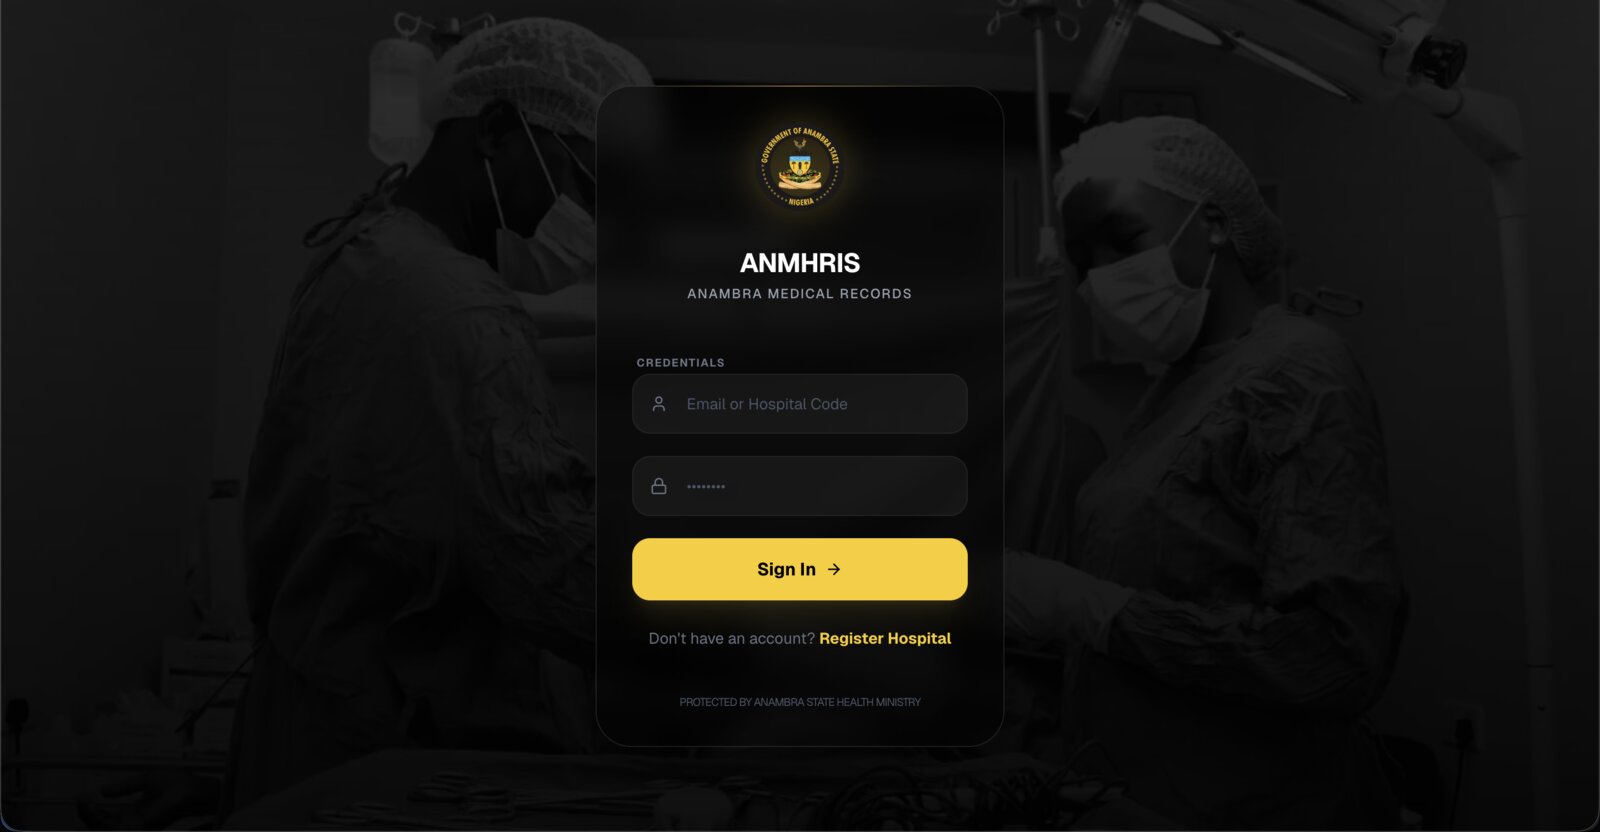 GOVERNMENT OF ANAMBRA STATE
NIGERIA
ANMHRIS
ANAMBRA MEDICAL RECORDS
CREDENTIALS
Email or Hospital Code
••••••••
Sign In →
Don't have an account? Register Hospital
PROTECTED BY ANAMBRA STATE HEALTH MINISTRY